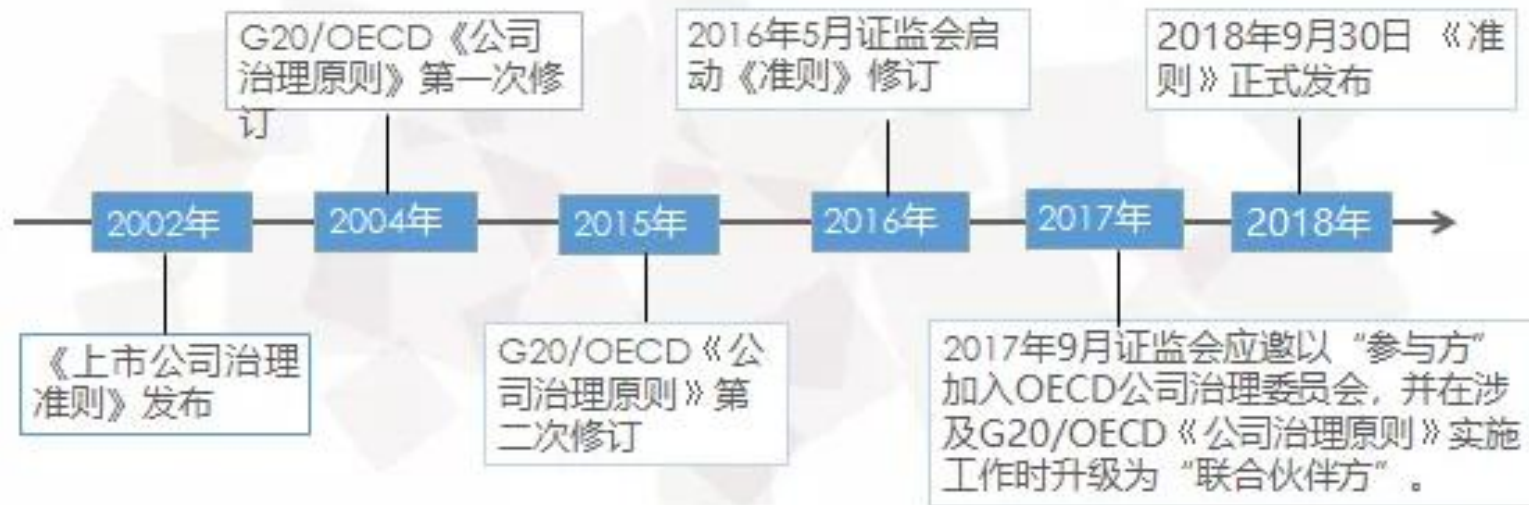 G20/OECD《公司
治理原则》第一次修
订
2016年5月证监会启
动《准则》修订
2018年9月30日 《准
则》正式发布
2002年
2004年
2015年
2016年
2017年
2018年
《上市公司治理
准则》发布
G20/OECD《公
司治理原则》第
二次修订
2017年9月证监会应邀以“参与方”
加入OECD公司治理委员会，并在涉
及G20/OECD《公司治理原则》实施
工作时升级为“联合伙伴方”。